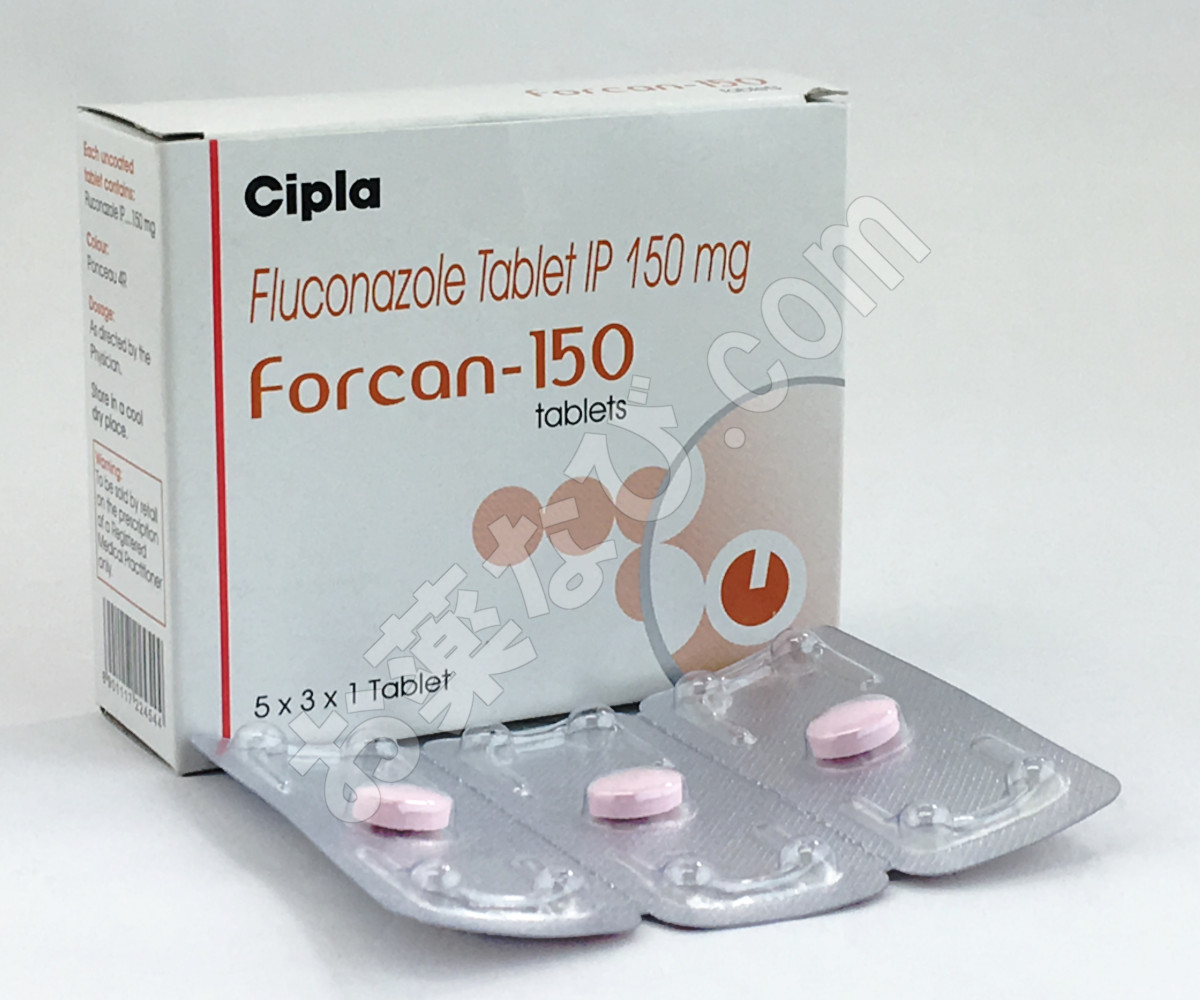 Forcan-150
tablets
Cipla
Fluconazole Tablet IP 150 mg
Forcan-150
tablets
5 x 3 x 1 Tablet
Each uncoated
tablet contains:
Fluconazole IP....150 mg
Colour:
Ponceau 4R
Dosage:
As directed by the
Physician.
Store in a cool
dry place.
Warning:
To be sold by retail
on the prescription
of a Registered
Medical Practitioner
only.
お薬なび.com